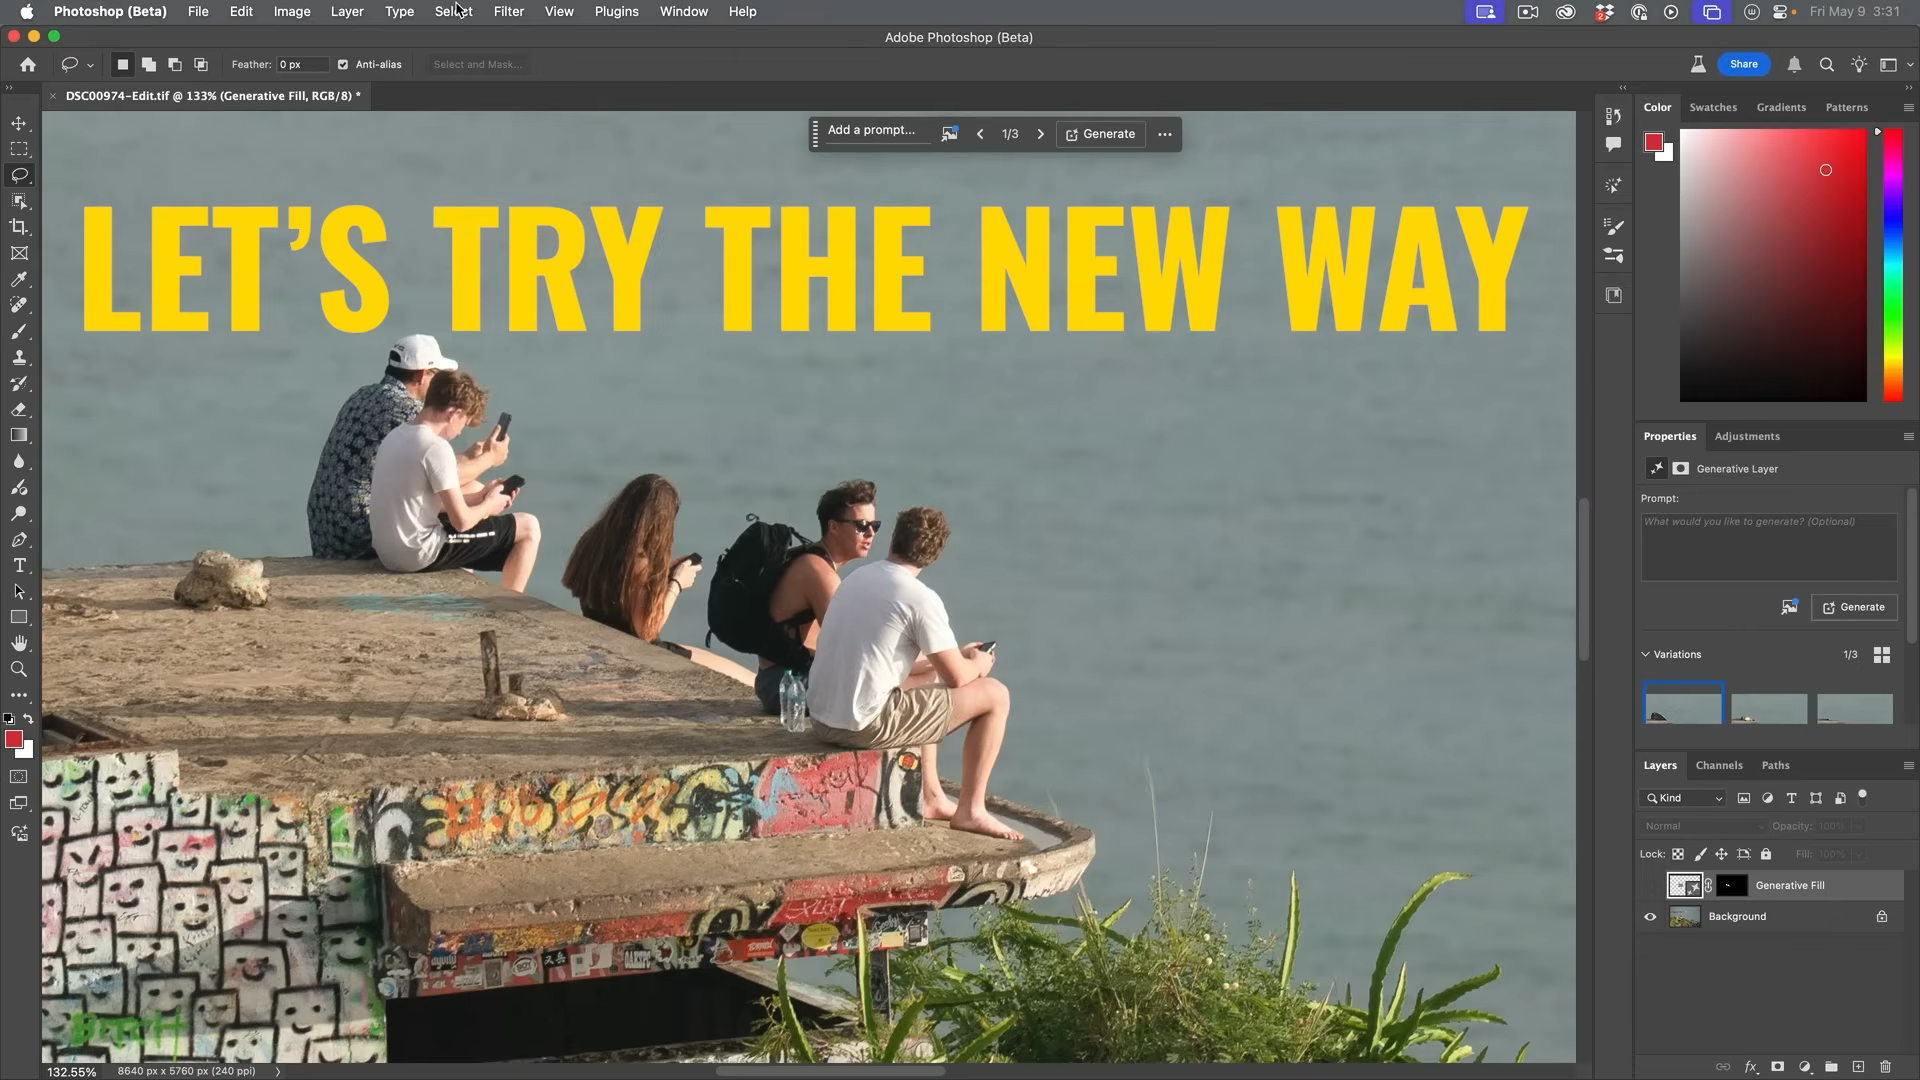 Photoshop (Beta) File Edit Image Layer Type Select Filter View Plugins Window Help
2
Fri May 9 3:31
Adobe Photoshop (Beta)
Feather: 0 px Anti-alias Select and Mask... Share
DSC00974-Edit.tif @ 133% (Generative Fill, RGB/8) *
Color Swatches Gradients Patterns
Add a prompt... 1/3 Generate
LET'S TRY THE NEW WAY
Properties Adjustments
Generative Layer
Prompt:
What would you like to generate? (Optional)
Generate
Variations 1/3
Layers Channels Paths
Kind
Normal Opacity: 100%
Lock: Fill: 100%
Generative Fill
Background
132.55% 8640 px x 5760 px (240 ppi)